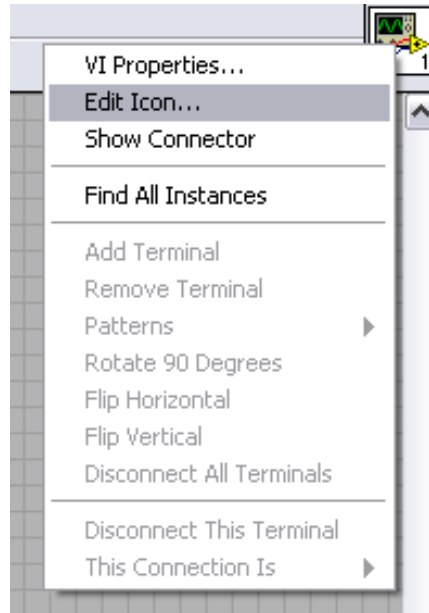 1
VI Properties...
Edit Icon...
Show Connector
Find All Instances
Add Terminal
Remove Terminal
Patterns
Rotate 90 Degrees
Flip Horizontal
Flip Vertical
Disconnect All Terminals
Disconnect This Terminal
This Connection Is